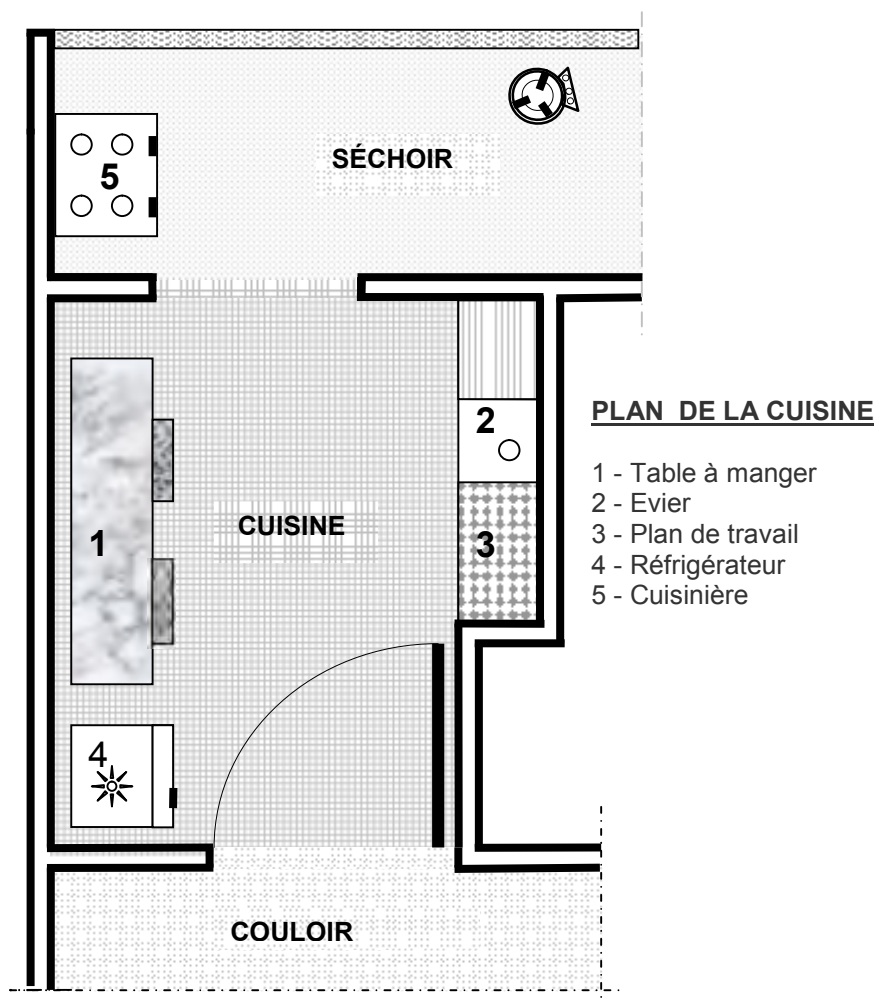 SÉCHOIR
5
PLAN DE LA CUISINE
2
1 - Table à manger
2 - Evier
3 - Plan de travail
4 - Réfrigérateur
5 - Cuisinière
CUISINE
1
3
4
COULOIR